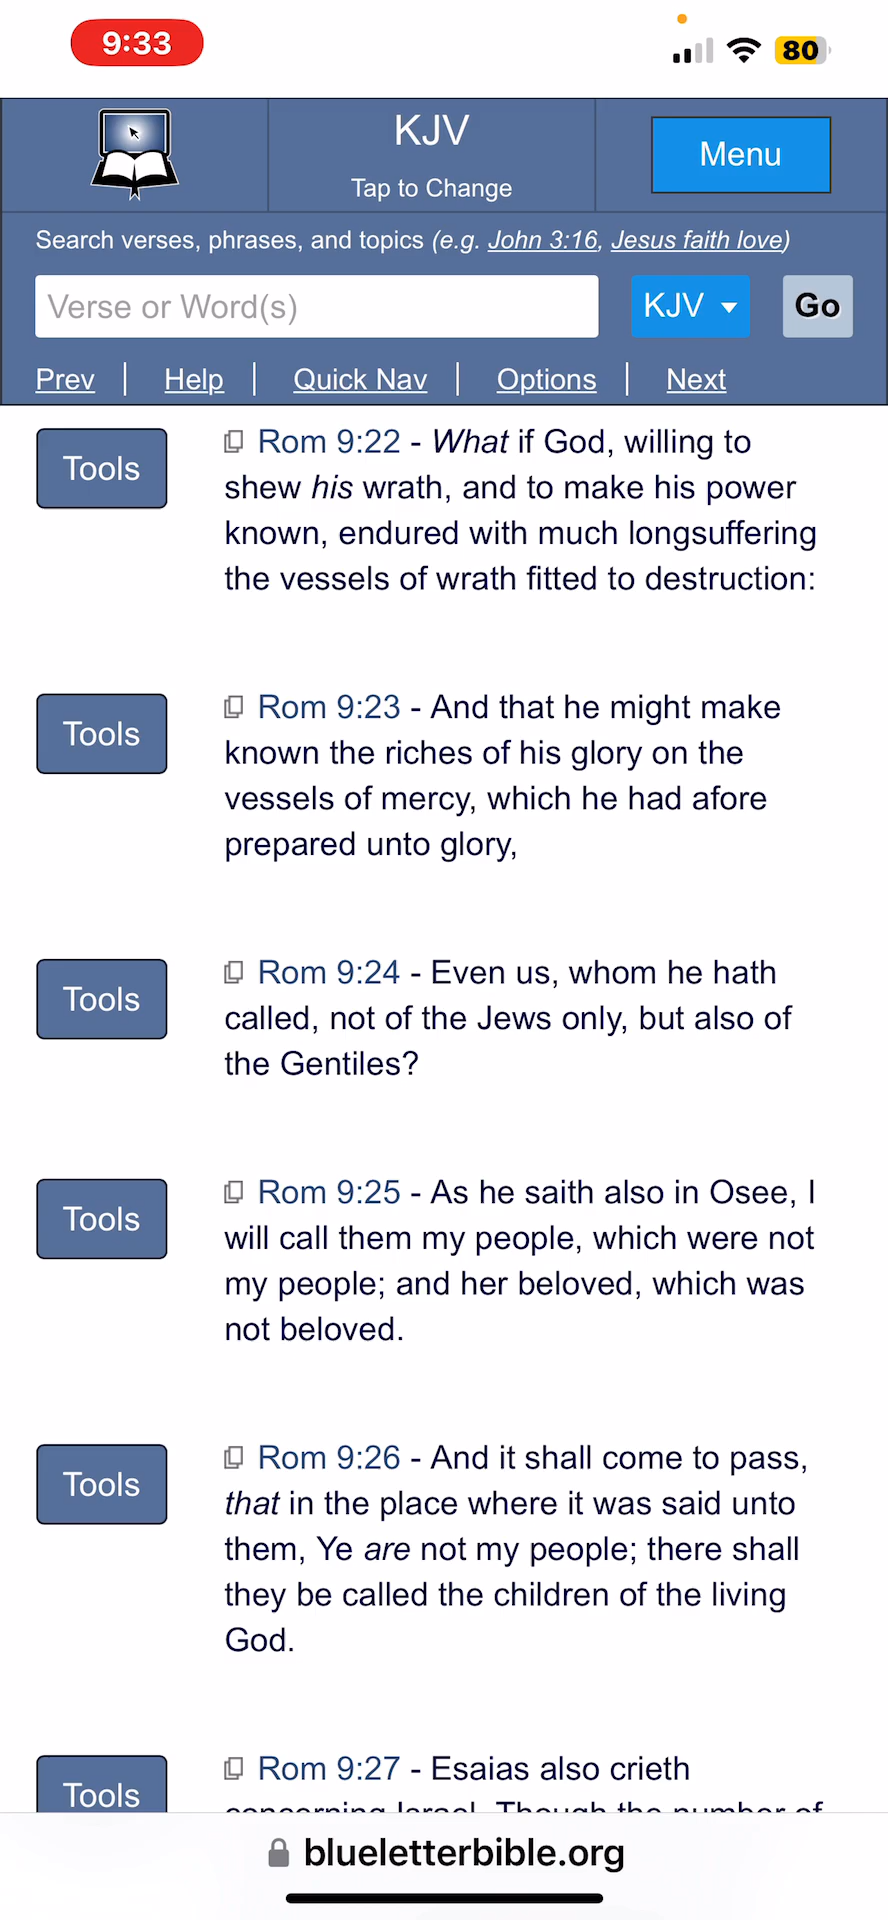 9:33
80
KJV
Tap to Change
Menu
Search verses, phrases, and topics (e.g. John 3:16, Jesus faith love)
Verse or Word(s)
KJV
Go
Prev | Help | Quick Nav | Options | Next
Tools
Rom 9:22 - What if God, willing to
shew his wrath, and to make his power
known, endured with much longsuffering
the vessels of wrath fitted to destruction:
Tools
Rom 9:23 - And that he might make
known the riches of his glory on the
vessels of mercy, which he had afore
prepared unto glory,
Tools
Rom 9:24 - Even us, whom he hath
called, not of the Jews only, but also of
the Gentiles?
Tools
Rom 9:25 - As he saith also in Osee, I
will call them my people, which were not
my people; and her beloved, which was
not beloved.
Tools
Rom 9:26 - And it shall come to pass,
that in the place where it was said unto
them, Ye are not my people; there shall
they be called the children of the living
God.
Tools
Rom 9:27 - Esaias also crieth
concerning Israel, Though the number of
blueletterbible.org